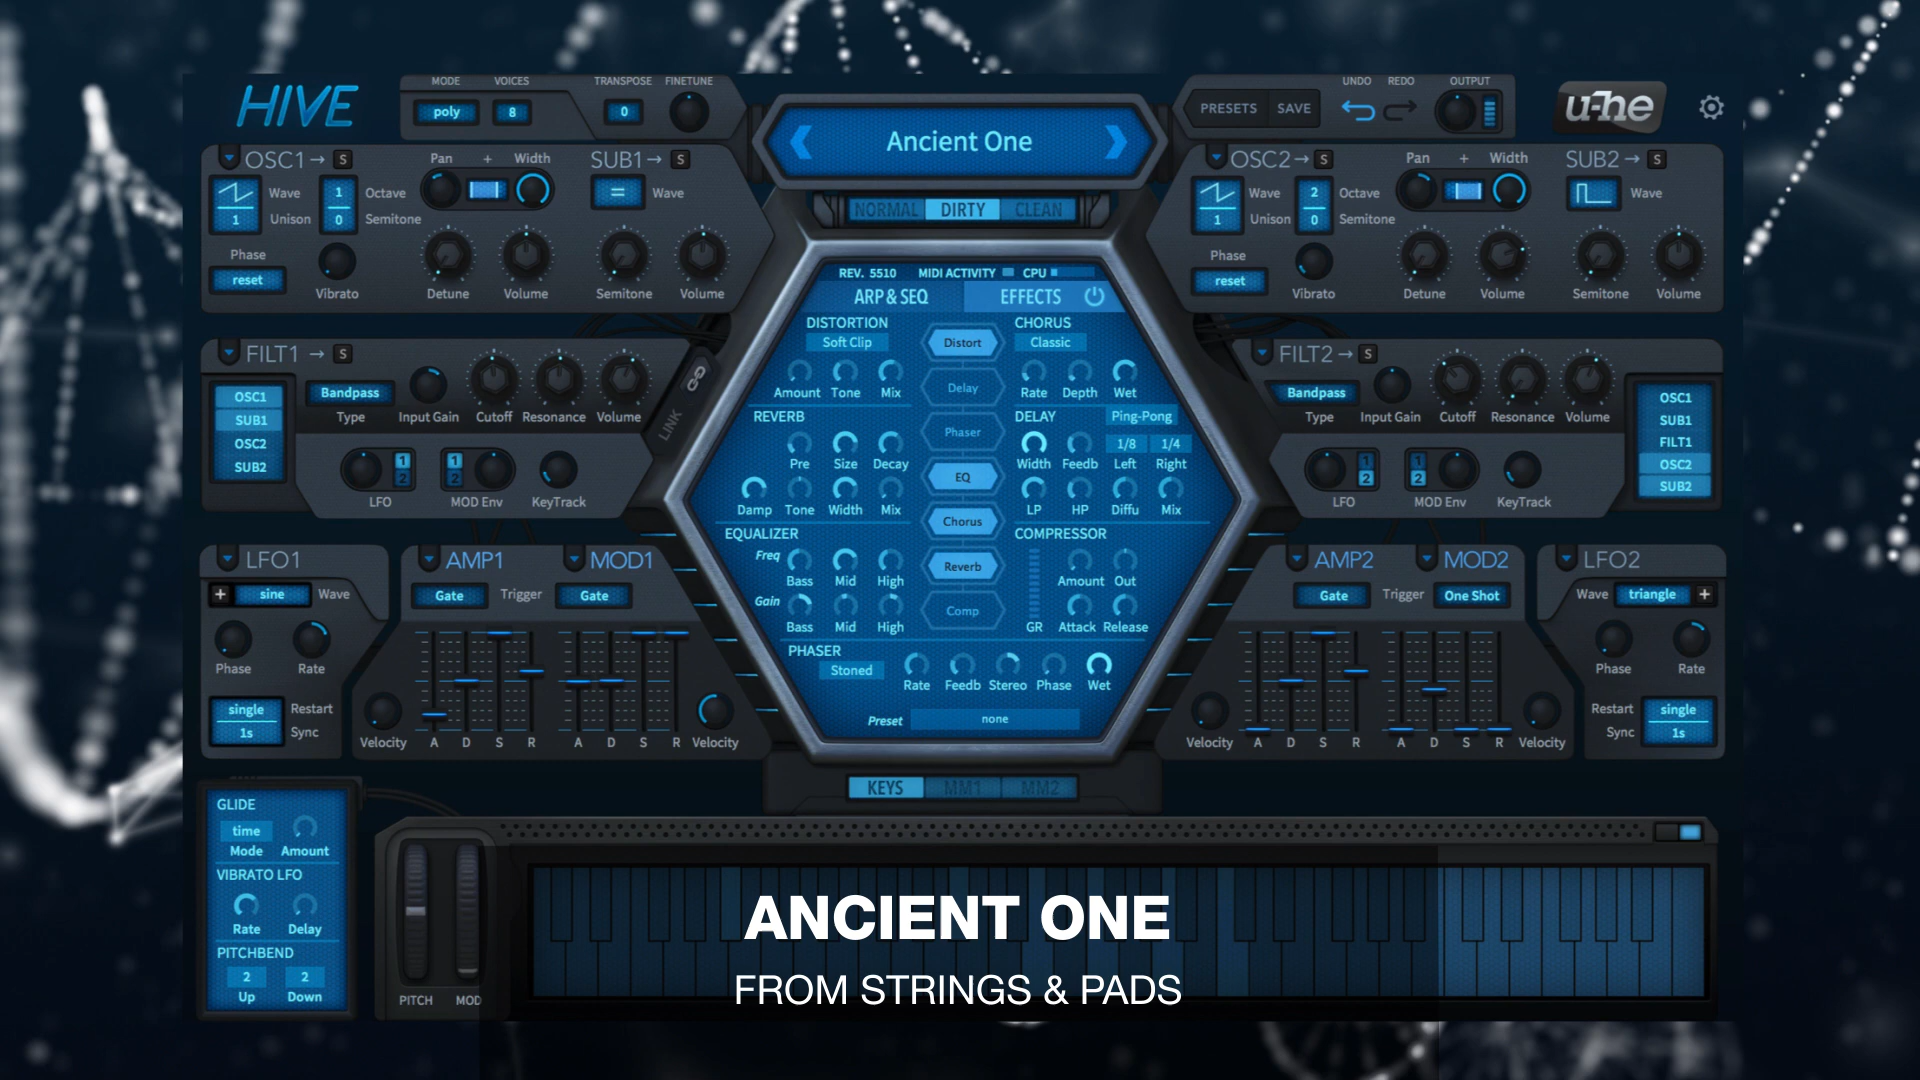 HIVE
MODE VOICES TRANSPOSE FINETUNE
poly 8 0
Ancient One
PRESETS SAVE
UNDO REDO OUTPUT
u-he
NORMAL DIRTY CLEAN
OSC1→ S
Pan + Width
SUB1→ S
1 Wave Unison
1 0 Octave Semitone
= Wave
Phase
reset
Vibrato Detune Volume Semitone Volume
OSC2→ S
Pan + Width
SUB2→ S
1 Wave Unison
2 0 Octave Semitone
Wave
Phase
reset
Vibrato Detune Volume Semitone Volume
FILT1 → S
OSC1
SUB1
OSC2
SUB2
Bandpass
Type Input Gain Cutoff Resonance Volume
1 2 1 2
LFO MOD Env KeyTrack
LINK
REV. 5510 MIDI ACTIVITY CPU
ARP & SEQ EFFECTS
DISTORTION
Soft Clip
Amount Tone Mix
REVERB
Pre Size Decay
Damp Tone Width Mix
EQUALIZER
Freq
Bass Mid High
Gain
Bass Mid High
Distort
Delay
Phaser
EQ
Chorus
Reverb
Comp
CHORUS
Classic
Rate Depth Wet
DELAY Ping-Pong
1/8 1/4
Width Feedb Left Right
LP HP Diffu Mix
COMPRESSOR
Amount Out
GR Attack Release
PHASER
Stoned
Rate Feedb Stereo Phase Wet
Preset none
FILT2→ S
Bandpass
Type Input Gain Cutoff Resonance Volume
OSC1
SUB1
FILT1
OSC2
SUB2
1 2 1 2
LFO MOD Env KeyTrack
LFO1
+ sine Wave
Phase Rate
single Restart
1s Sync
AMP1 MOD1
Gate Trigger Gate
Velocity A D S R A D S R Velocity
AMP2 MOD2
Gate Trigger One Shot
Velocity A D S R A D S R Velocity
LFO2
Wave triangle +
Phase Rate
Restart single
Sync 1s
KEYS MM1 MM2
GLIDE
time
Mode Amount
VIBRATO LFO
Rate Delay
PITCHBEND
2 2
Up Down
PITCH MOD
ANCIENT ONE
FROM STRINGS & PADS